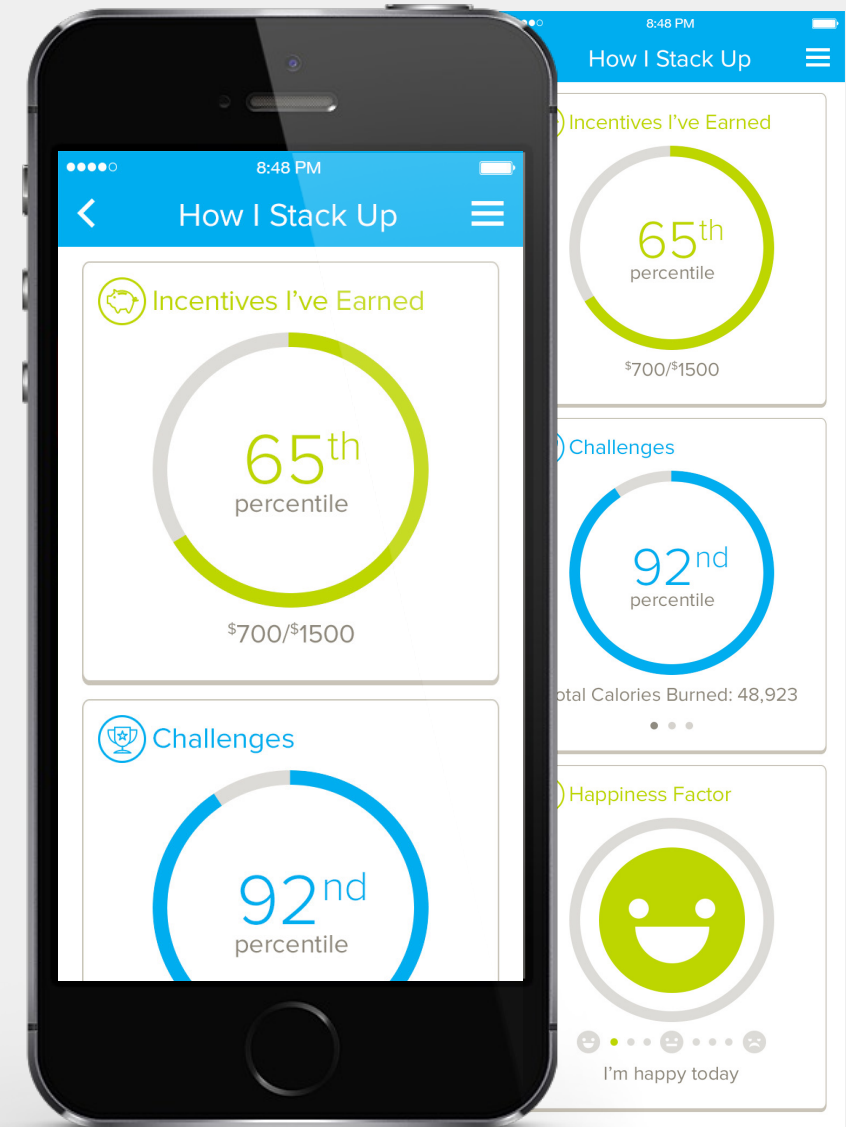 8:48 PM
How I Stack Up
Incentives I've Earned
65th
percentile
$700/$1500
Challenges
92nd
percentile
8:48 PM
How I Stack Up
Incentives I've Earned
65th
percentile
$700/$1500
Challenges
92nd
percentile
otal Calories Burned: 48,923
Happiness Factor
I'm happy today